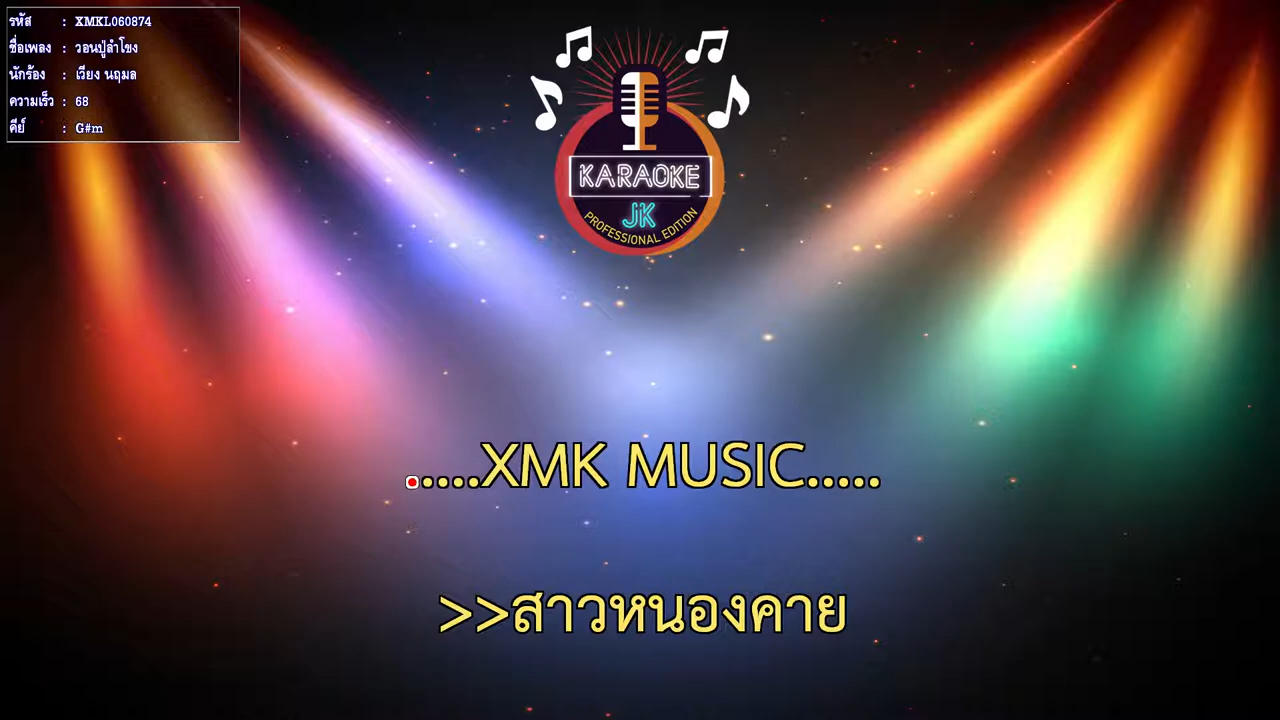 รหัส : XMKL060874
ชื่อเพลง : วอนปู่ลำโขง
นักร้อง : เวียง นฤมล
ความเร็ว : 68
คีย์ : G#m
KARAOKE
JK
PROFESSIONAL EDITION
.....XMK MUSIC.....
>>สาวหนองคาย